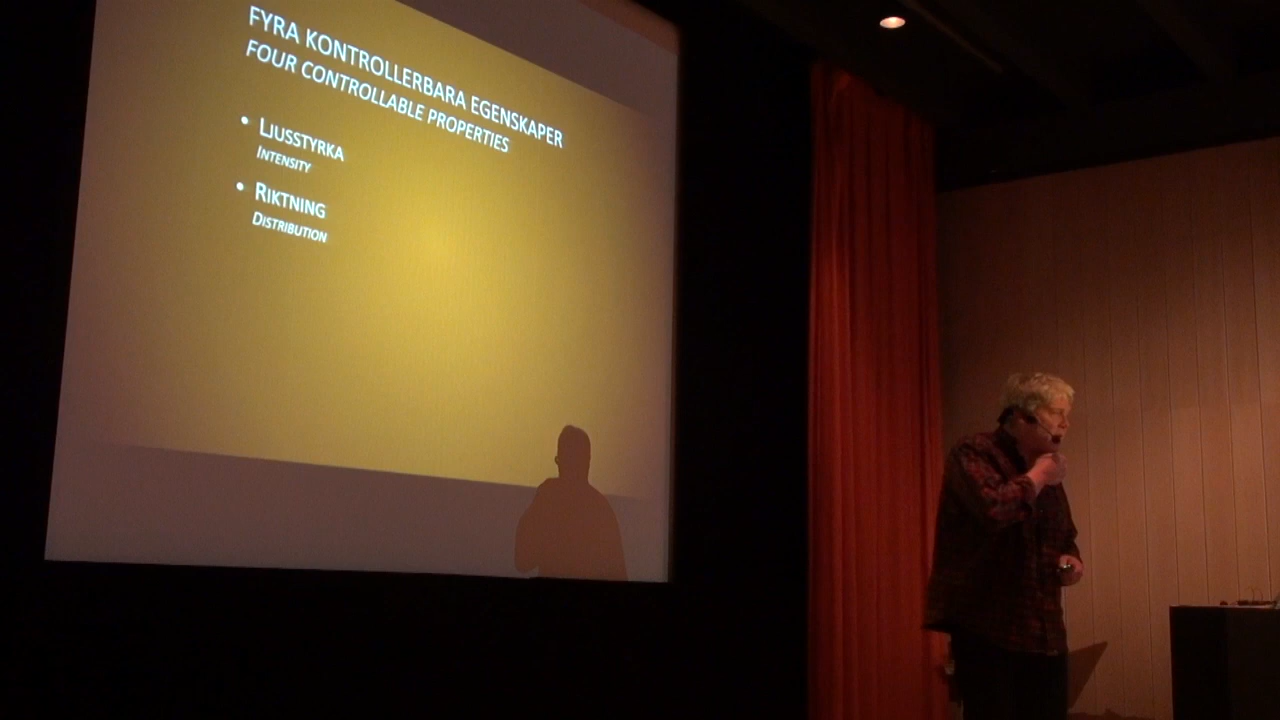 FYRA KONTROLLERBARA EGENSKAPER
FOUR CONTROLLABLE PROPERTIES
• LJUSSTYRKA
INTENSITY
• RIKTNING
DISTRIBUTION